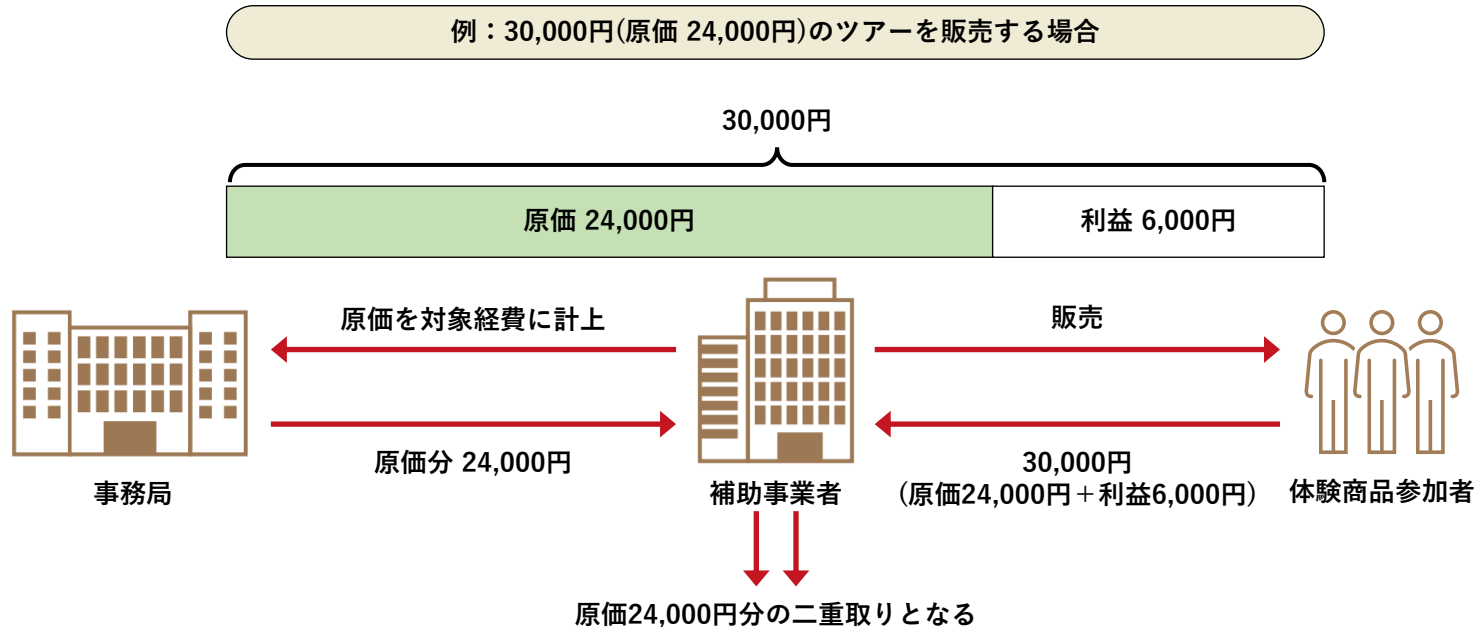 例：30,000円(原価 24,000円)のツアーを販売する場合
30,000円
原価 24,000円
利益 6,000円
原価を対象経費に計上
販売
原価分 24,000円
30,000円
(原価24,000円＋利益6,000円)
事務局
補助事業者
体験商品参加者
原価24,000円分の二重取りとなる